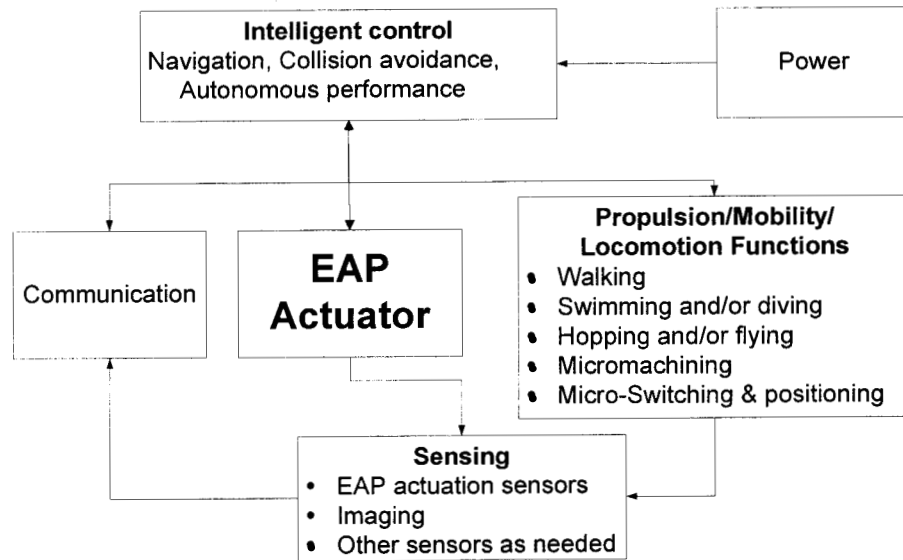 Intelligent control
Navigation, Collision avoidance,
Autonomous performance
Power
Communication
EAP
Actuator
Propulsion/Mobility/
Locomotion Functions
• Walking
• Swimming and/or diving
• Hopping and/or flying
• Micromachining
• Micro-Switching & positioning
Sensing
• EAP actuation sensors
• Imaging
• Other sensors as needed